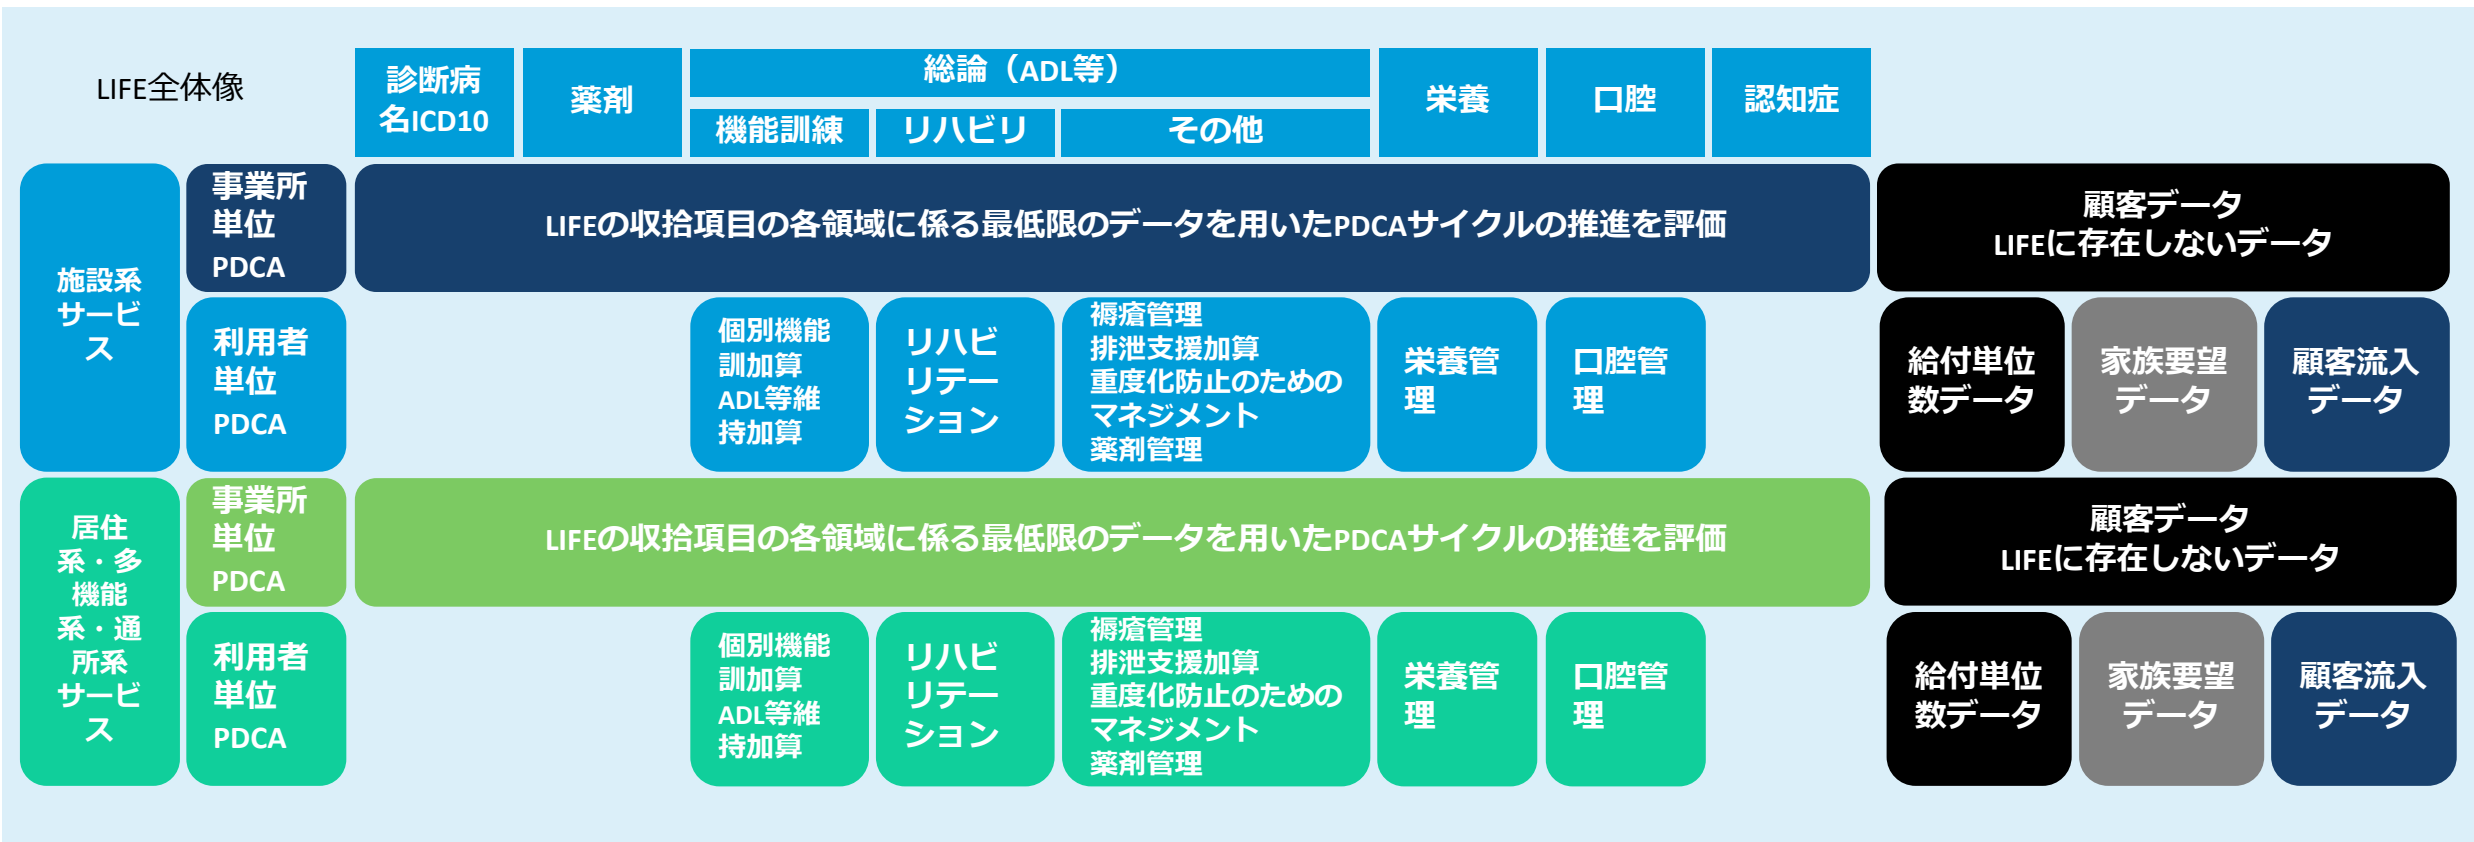 LIFE全体像
診断病
名ICD10
薬剤
総論（ADL等）
機能訓練
リハビリ
その他
栄養
口腔
認知症
施設系
サービ
ス
事業所
単位
PDCA
LIFEの収拾項目の各領域に係る最低限のデータを用いたPDCAサイクルの推進を評価
顧客データ
LIFEに存在しないデータ
利用者
単位
PDCA
個別機能
訓加算
ADL等維
持加算
リハビ
リテー
ション
褥瘡管理
排泄支援加算
重度化防止のための
マネジメント
薬剤管理
栄養管
理
口腔管
理
給付単位
数データ
家族要望
データ
顧客流入
データ
居住
系・多
機能
系・通
所系
サービ
ス
事業所
単位
PDCA
LIFEの収拾項目の各領域に係る最低限のデータを用いたPDCAサイクルの推進を評価
顧客データ
LIFEに存在しないデータ
利用者
単位
PDCA
個別機能
訓加算
ADL等維
持加算
リハビ
リテー
ション
褥瘡管理
排泄支援加算
重度化防止のための
マネジメント
薬剤管理
栄養管
理
口腔管
理
給付単位
数データ
家族要望
データ
顧客流入
データ